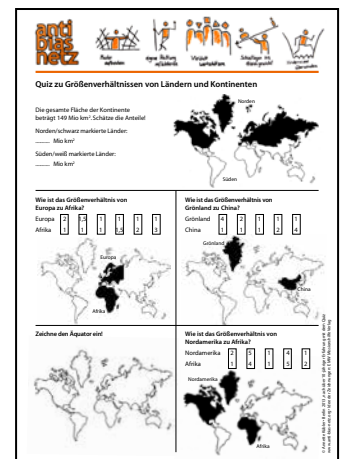 anti
bias
netz
Quiz zu Größenverhältnissen von Ländern und Kontinenten
Die gesamte Fläche der Kontinente
beträgt 149 Mio km². Schätze die Anteile!
Norden/schwarz markierte Länder:
____ Mio km²
Süden/weiß markierte Länder:
____ Mio km²
Norden
Süden
Wie ist das Größenverhältnis von
Europa zu Afrika?
Europa 2 1,5 1 1 1 1
Afrika 1 1 1 1,5 2 3
Europa
Afrika
Wie ist das Größenverhältnis von
Grönland zu China?
Grönland 4 2 1 1 1
China 1 1 1 2 4
Grönland
China
Zeichne den Äquator ein!
Wie ist das Größenverhältnis von
Nordamerika zu Afrika?
Nordamerika 2 5 1 4 1
Afrika 1 4 1 5 2
Nordamerika
Afrika